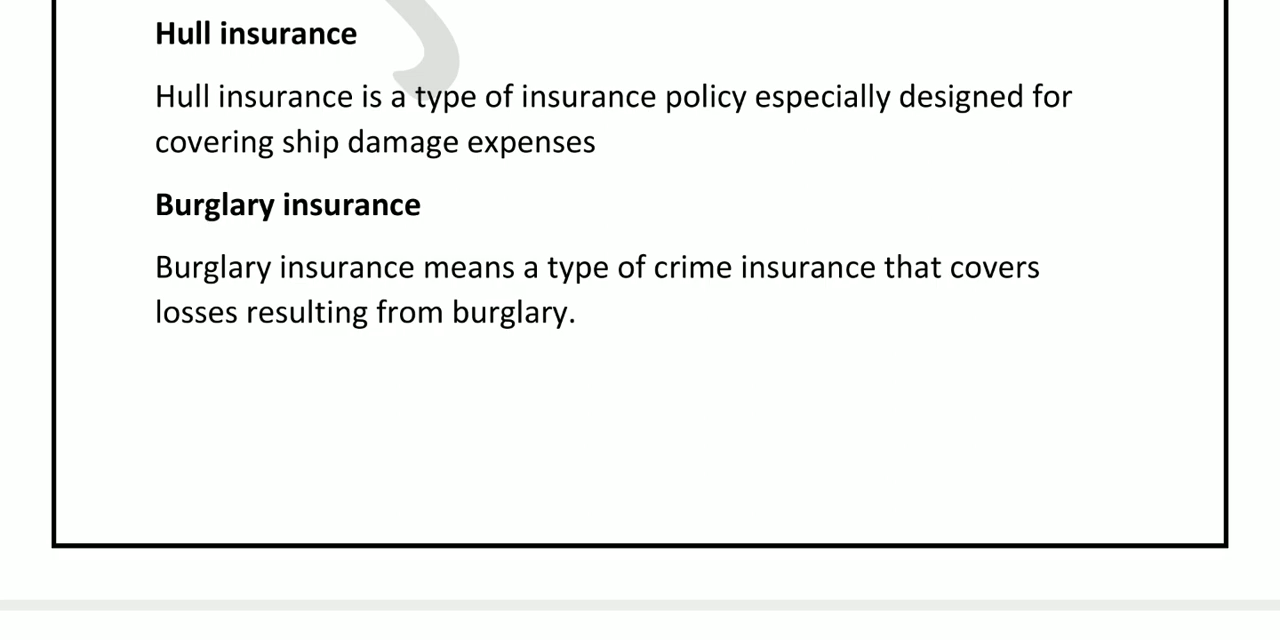 Hull insurance
Hull insurance is a type of insurance policy especially designed for
covering ship damage expenses
Burglary insurance
Burglary insurance means a type of crime insurance that covers
losses resulting from burglary.